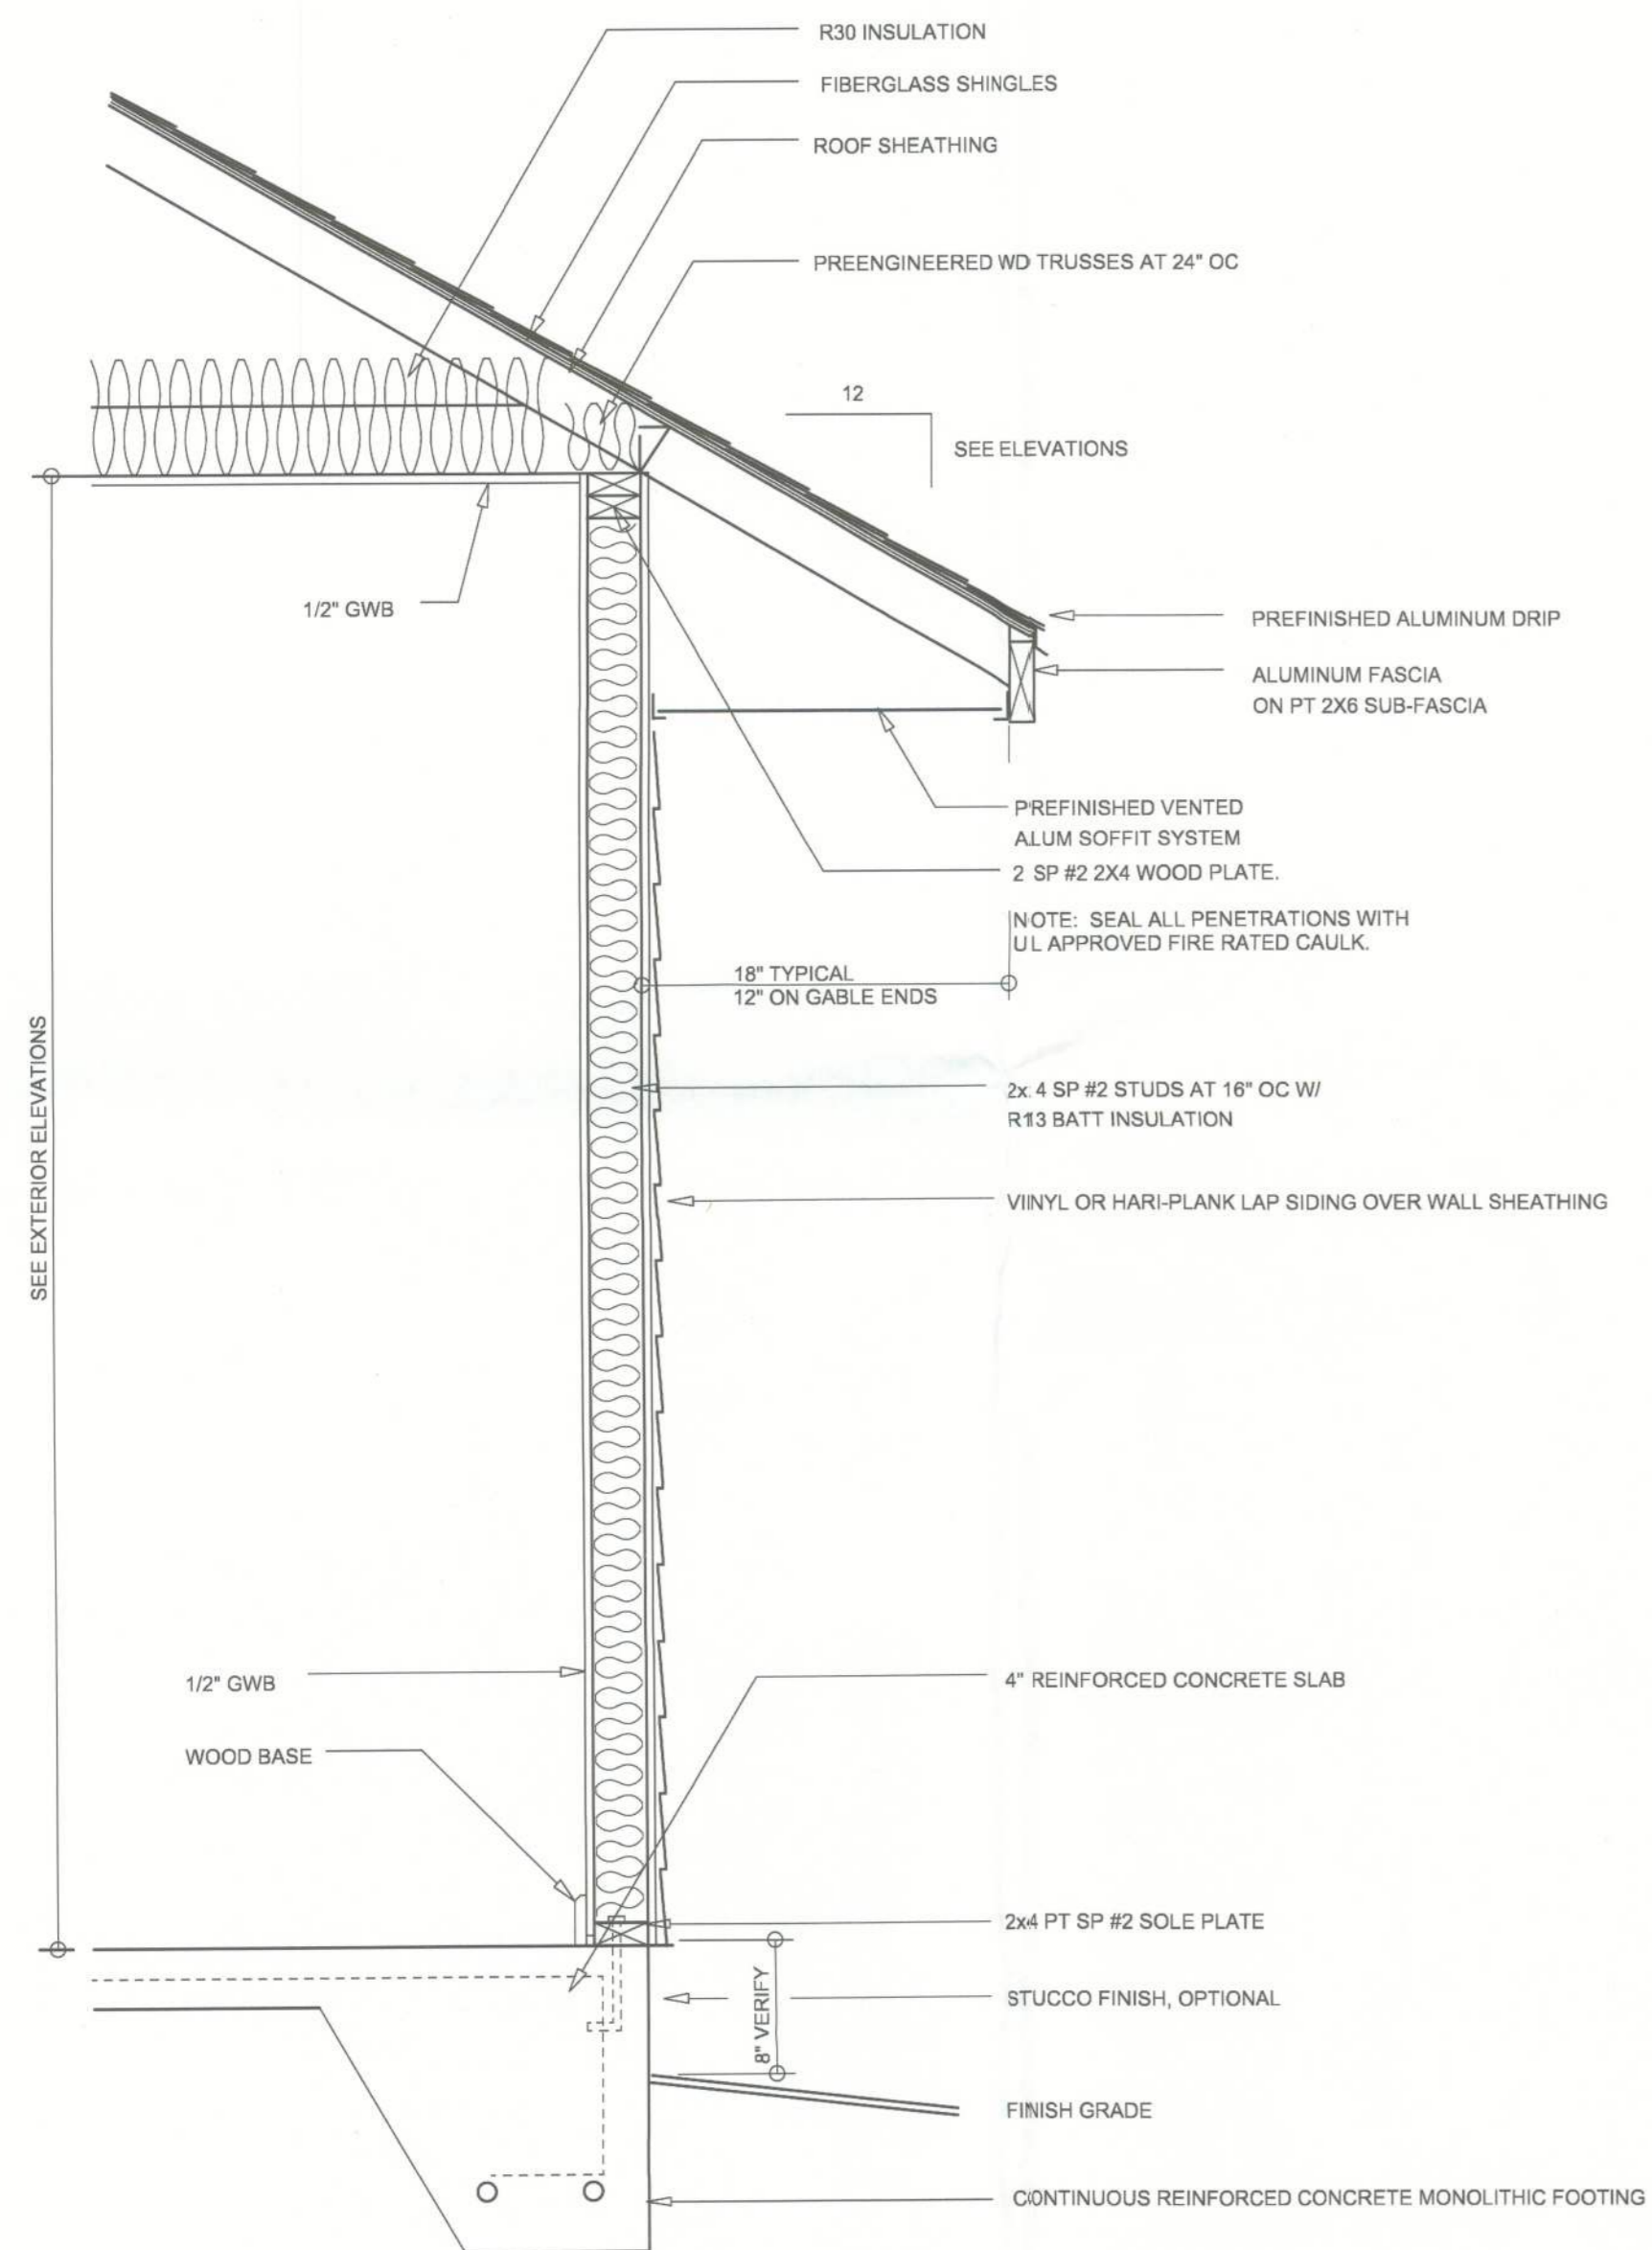 R30 INSULATION
FIBERGLASS SHINGLES
ROOF SHEATHING
PREENGINEERED WD TRUSSES AT 24" OC
12
SEE ELEVATIONS
1/2" GWB
PREFINISHED ALUMINUM DRIP
ALUMINUM FASCIA
ON PT 2X6 SUB-FASCIA
PREFINISHED VENTED
ALUM SOFFIT SYSTEM
2 SP #2 2X4 WOOD PLATE.
NOTE: SEAL ALL PENETRATIONS WITH
UL APPROVED FIRE RATED CAULK.
18" TYPICAL
12" ON GABLE ENDS
SEE EXTERIOR ELEVATIONS
2x 4 SP #2 STUDS AT 16" OC W/
R13 BATT INSULATION
VINYL OR HARI-PLANK LAP SIDING OVER WALL SHEATHING
1/2" GWB
4" REINFORCED CONCRETE SLAB
WOOD BASE
2x4 PT SP #2 SOLE PLATE
8" VERIFY
STUCCO FINISH, OPTIONAL
FINISH GRADE
CONTINUOUS REINFORCED CONCRETE MONOLITHIC FOOTING